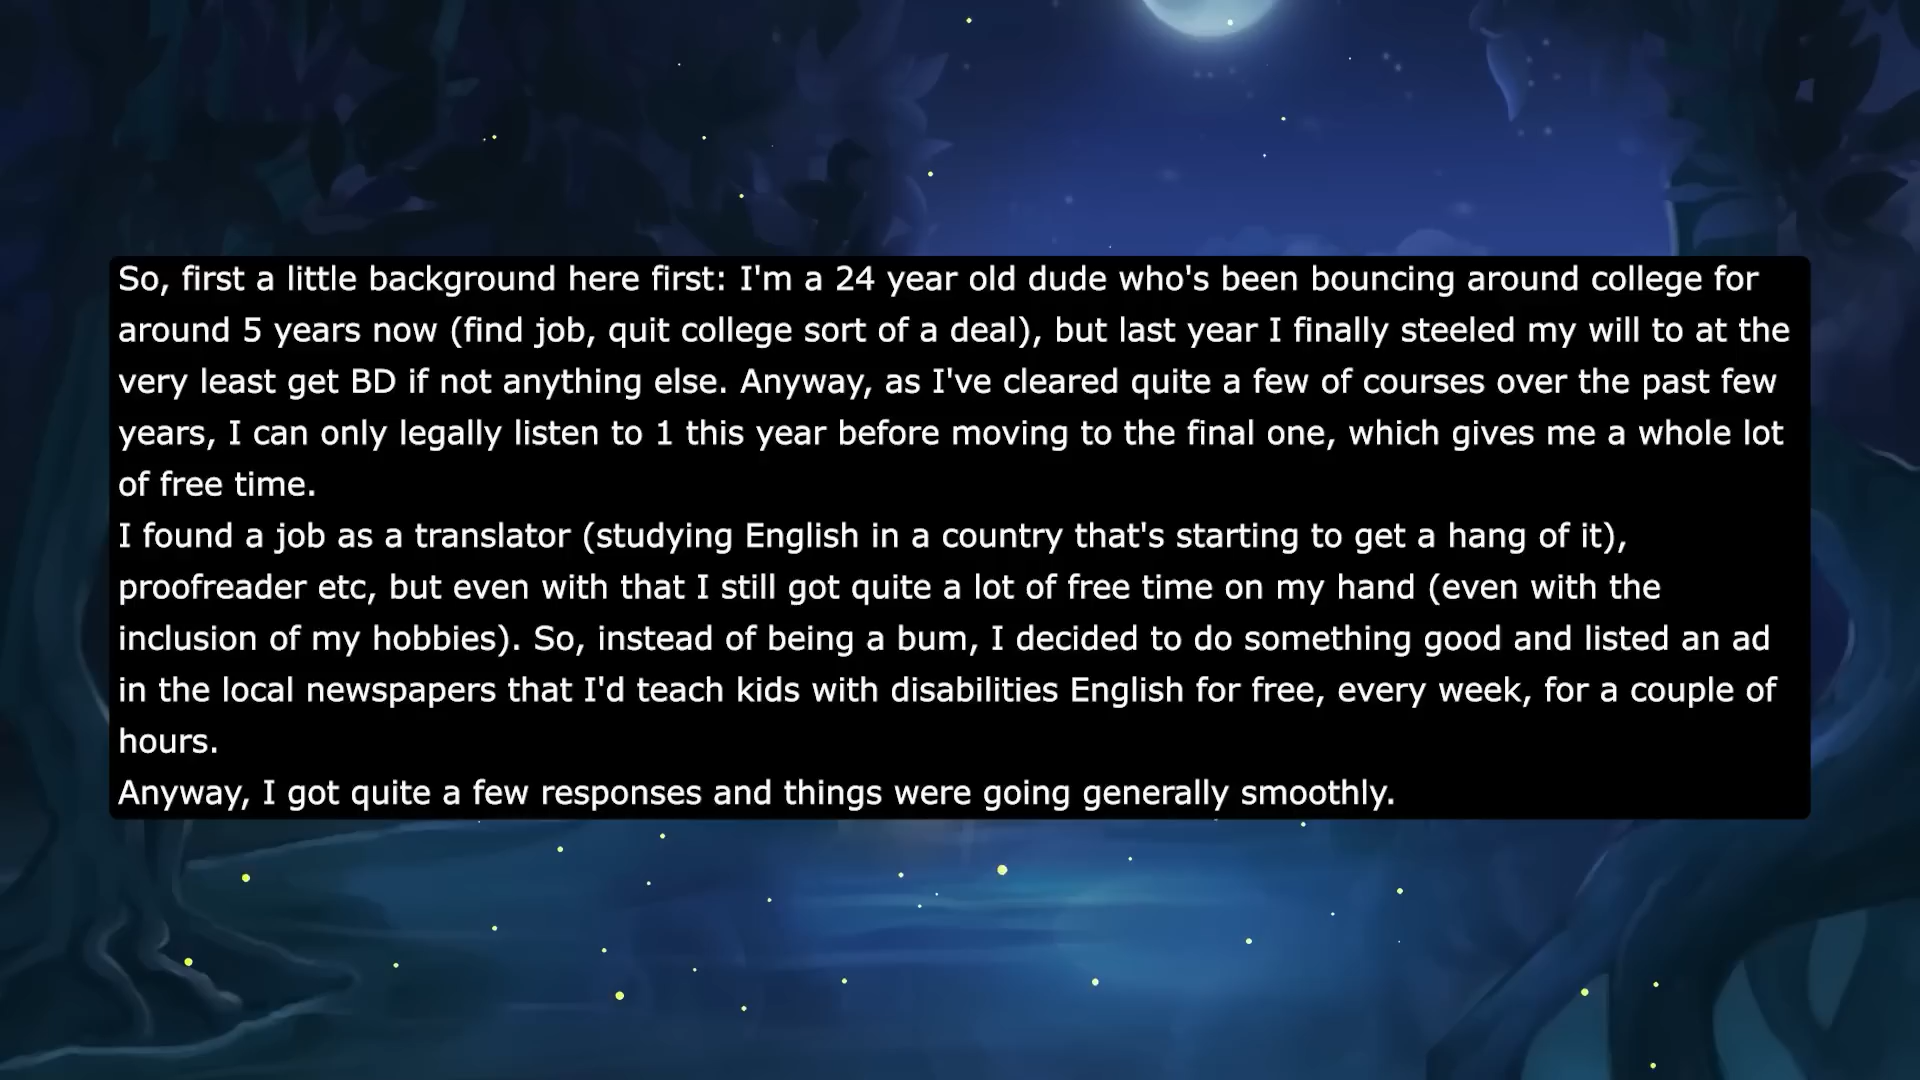 So, first a little background here first: I'm a 24 year old dude who's been bouncing around college for
around 5 years now (find job, quit college sort of a deal), but last year I finally steeled my will to at the
very least get BD if not anything else. Anyway, as I've cleared quite a few of courses over the past few
years, I can only legally listen to 1 this year before moving to the final one, which gives me a whole lot
of free time.
I found a job as a translator (studying English in a country that's starting to get a hang of it),
proofreader etc, but even with that I still got quite a lot of free time on my hand (even with the
inclusion of my hobbies). So, instead of being a bum, I decided to do something good and listed an ad
in the local newspapers that I'd teach kids with disabilities English for free, every week, for a couple of
hours.
Anyway, I got quite a few responses and things were going generally smoothly.